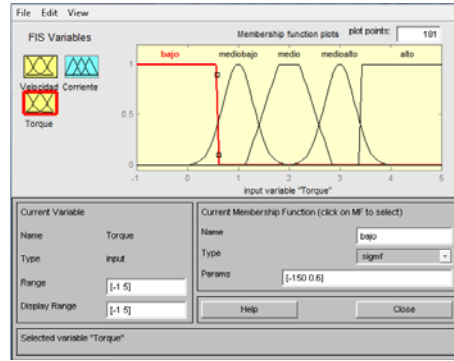 File Edit View
FIS Variables
Membership function plots plot points: 181
Velocidad Corriente
Torque
bajo mediobajo medio medioalto alto
1
0.5
0
-1 0 1 2 3 4 5
input variable "Torque"
Current Variable
Name Torque
Type input
Range [-1 5]
Display Range [-1 5]
Current Membership Function (click on MF to select)
Name bajo
Type sigmf
Params [-150 0.6]
Help Close
Selected variable "Torque"